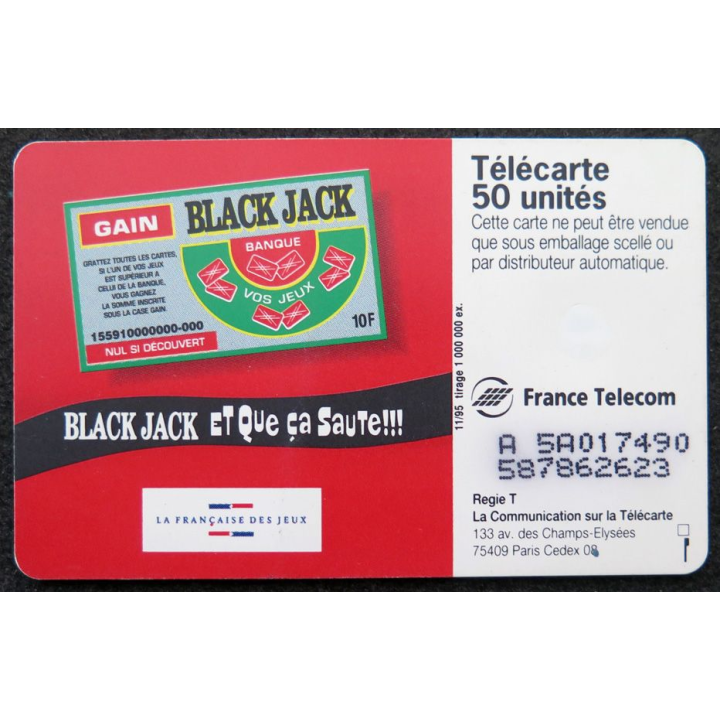 GAIN
BLACK JACK
GRATTEZ TOUTES LES CARTES,
SI L'UN DE VOS JEUX
EST SUPÉRIEUR A
CELUI DE LA BANQUE,
VOUS GAGNEZ
LA SOMME INSCRITE
SOUS LA CASE GAIN.
BANQUE
VOS JEUX
155910000000-000
NUL SI DÉCOUVERT
10F
BLACK JACK ET QUE ça SAUTE!!!
LA FRANÇAISE DES JEUX
Télécarte
50 unités
Cette carte ne peut être vendue
que sous emballage scellé ou
par distributeur automatique.
11/95 tirage 1 000 000 ex.
France Telecom
A 5A017490
587862623
Regie T
La Communication sur la Télécarte
133 av. des Champs-Elysées
75409 Paris Cedex 08